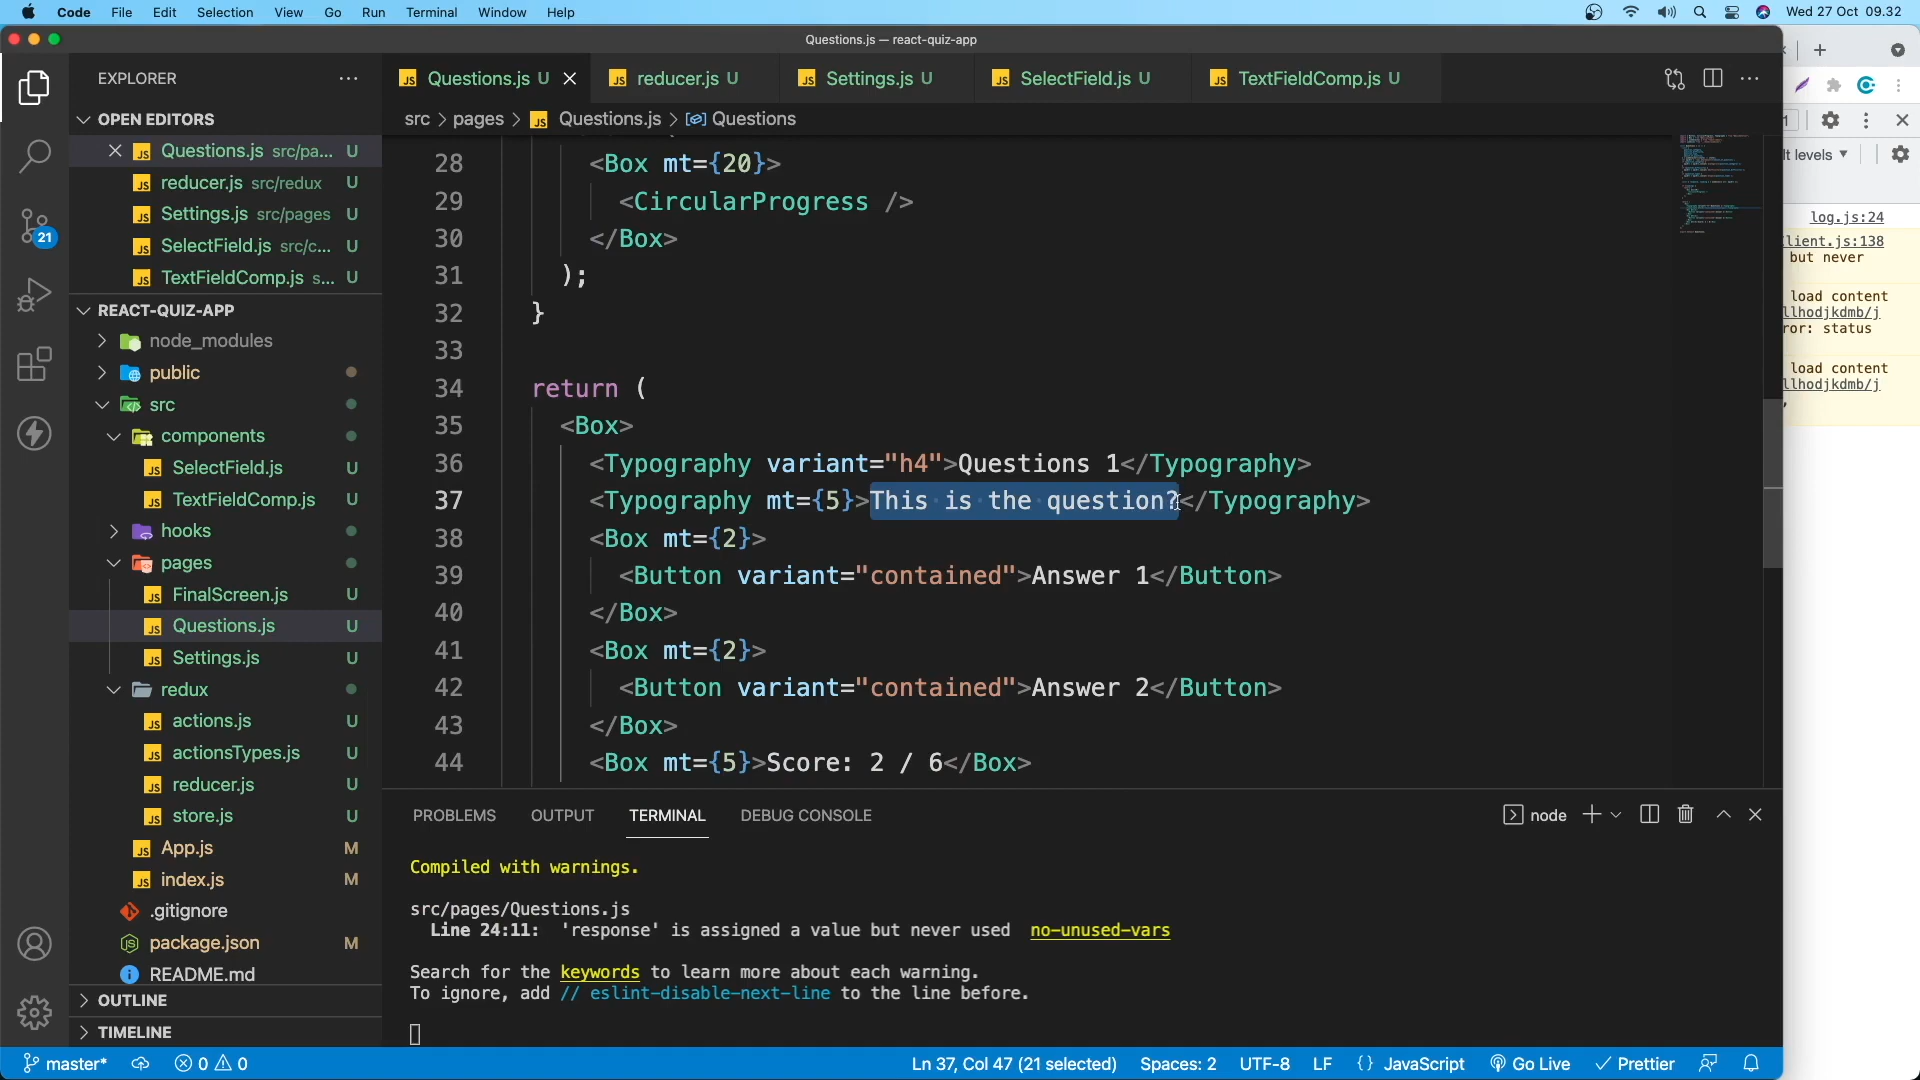 Code File Edit Selection View Go Run Terminal Window Help Wed 27 Oct 09.32
Questions.js — react-quiz-app
EXPLORER
Questions.js U
reducer.js U
Settings.js U
SelectField.js U
TextFieldComp.js U
src > pages > Questions.js > Questions
OPEN EDITORS
Questions.js src/pa... U
reducer.js src/redux U
Settings.js src/pages U
SelectField.js src/c... U
TextFieldComp.js s... U
REACT-QUIZ-APP
node_modules
public
src
components
SelectField.js U
TextFieldComp.js U
hooks
pages
FinalScreen.js U
Questions.js U
Settings.js U
redux
actions.js U
actionsTypes.js U
reducer.js U
store.js U
App.js M
index.js M
.gitignore
package.json M
README.md
OUTLINE
TIMELINE
21
28 <Box mt={20}>
29 <CircularProgress />
30 </Box>
31 );
32 }
33
34 return (
35 <Box>
36 <Typography variant="h4">Questions 1</Typography>
37 <Typography mt={5}>This is the question?</Typography>
38 <Box mt={2}>
39 <Button variant="contained">Answer 1</Button>
40 </Box>
41 <Box mt={2}>
42 <Button variant="contained">Answer 2</Button>
43 </Box>
44 <Box mt={5}>Score: 2 / 6</Box>
PROBLEMS OUTPUT TERMINAL DEBUG CONSOLE node
Compiled with warnings.
src/pages/Questions.js
Line 24:11: 'response' is assigned a value but never used no-unused-vars
Search for the keywords to learn more about each warning.
To ignore, add // eslint-disable-next-line to the line before.
master* 0 0 Ln 37, Col 47 (21 selected) Spaces: 2 UTF-8 LF {} JavaScript Go Live Prettier
1
lt levels
log.js:24
lient.js:138
but never
load content
llhodjkdmb/j
ror: status
load content
llhodjkdmb/j